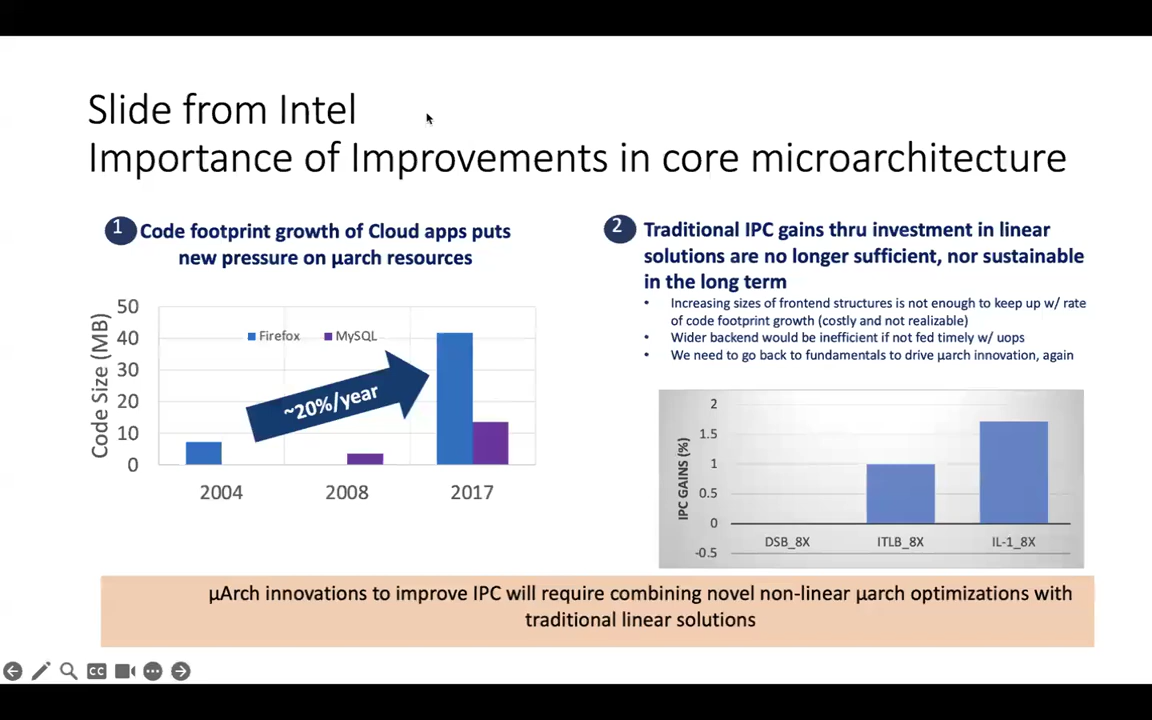 Slide from Intel
Importance of Improvements in core microarchitecture
1 Code footprint growth of Cloud apps puts
new pressure on µarch resources
50
40
30
20
10
0
Code Size (MB)
Firefox MySQL
~20%/year
2004 2008 2017
2 Traditional IPC gains thru investment in linear
solutions are no longer sufficient, nor sustainable
in the long term
• Increasing sizes of frontend structures is not enough to keep up w/ rate
of code footprint growth (costly and not realizable)
• Wider backend would be inefficient if not fed timely w/ uops
• We need to go back to fundamentals to drive µarch innovation, again
2
1.5
1
0.5
0
-0.5
IPC GAINS (%)
DSB_8X ITLB_8X IL-1_8X
µArch innovations to improve IPC will require combining novel non-linear µarch optimizations with
traditional linear solutions
CC